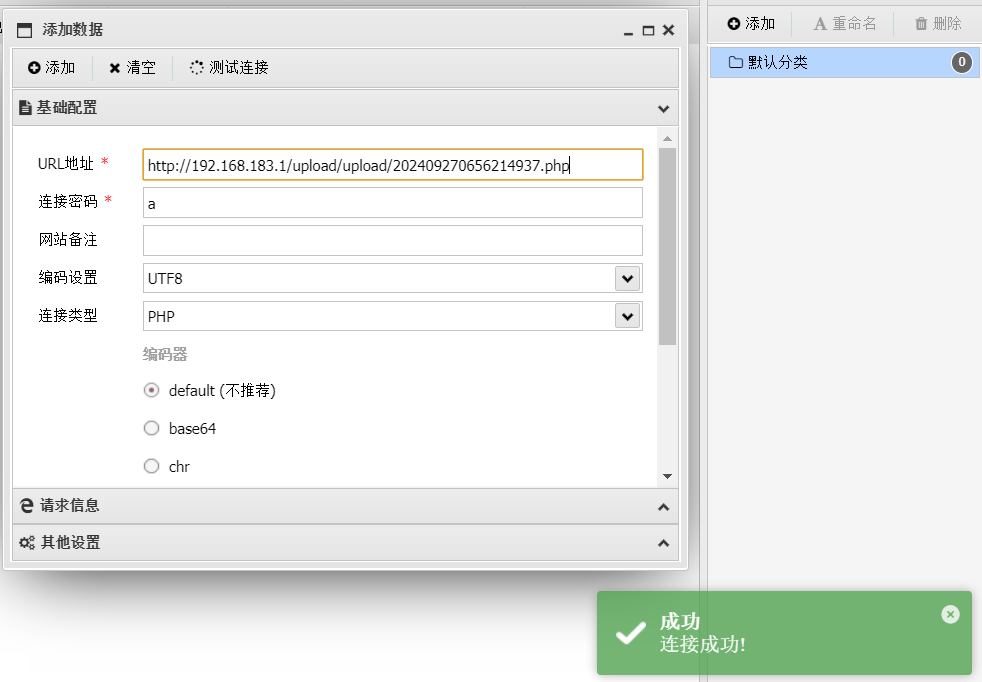 添加数据
添加 清空 测试连接
基础配置
URL地址 * http://192.168.183.1/upload/upload/202409270656214937.php
连接密码 * a
网站备注
编码设置 UTF8
连接类型 PHP
编码器
default (不推荐)
base64
chr
请求信息
其他设置
添加 重命名 删除
默认分类 0
成功
连接成功!